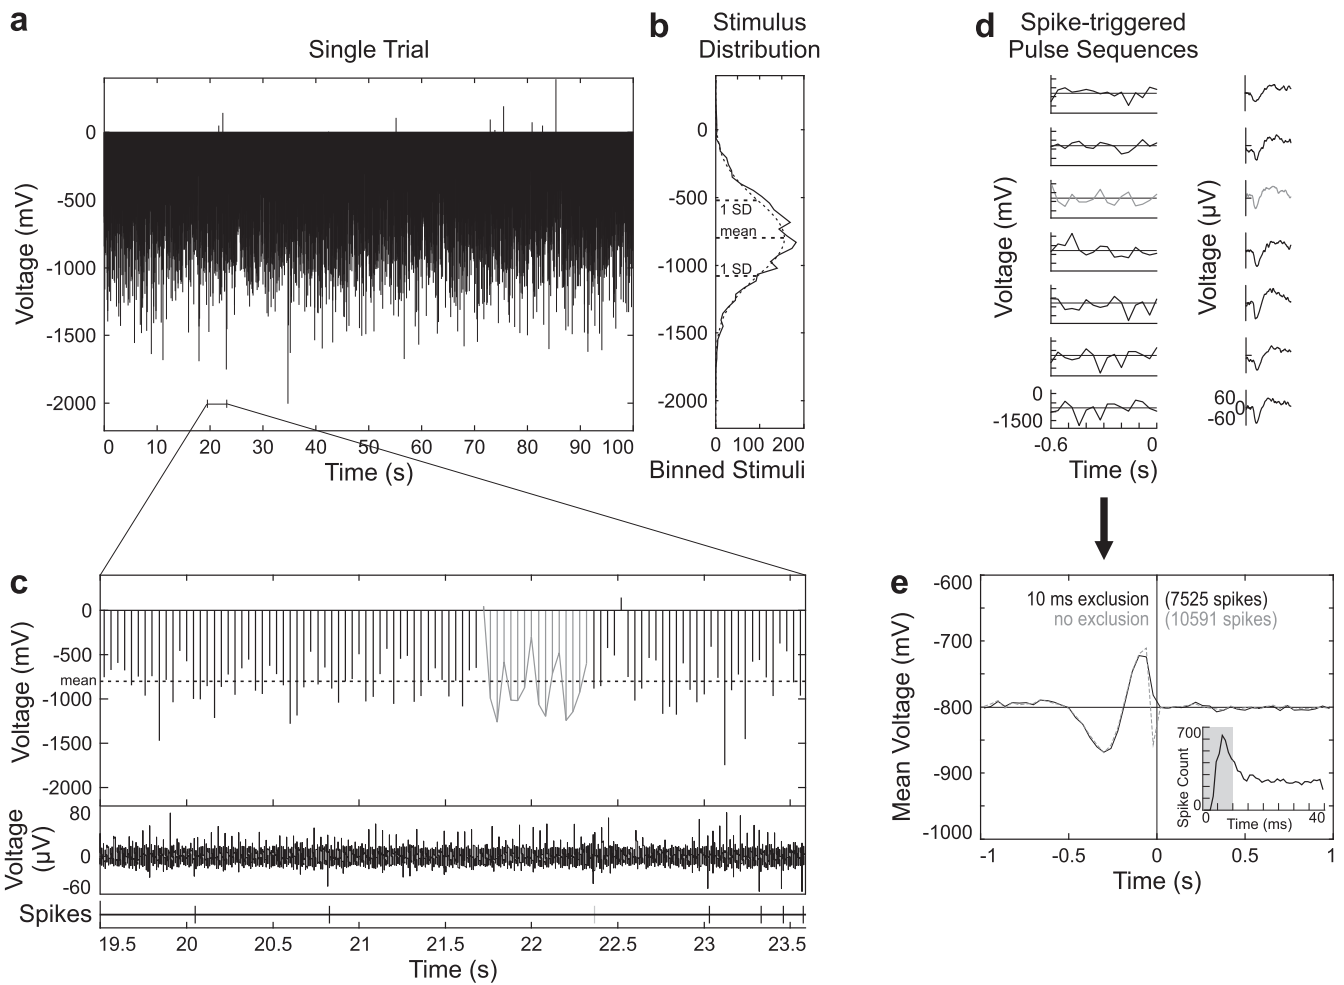 a
Single Trial
Voltage (mV)
0
-500
-1000
-1500
-2000
0 10 20 30 40 50 60 70 80 90 100
Time (s)
b
Stimulus
Distribution
0
-500
-1000
-1500
-2000
1 SD
mean
1 SD
0 100 200
Binned Stimuli
c
Voltage (mV)
0
-500
mean
-1000
-1500
-2000
Voltage
(µV)
80
0
-60
Spikes
19.5 20 20.5 21 21.5 22 22.5 23 23.5
Time (s)
d
Spike-triggered
Pulse Sequences
Voltage (mV)
0
-1500
-0.6 0
Time (s)
Voltage (µV)
60
0
-60
e
Mean Voltage (mV)
-600
-700
-800
-900
-1000
10 ms exclusion (7525 spikes)
no exclusion (10591 spikes)
Spike Count
700
0
0 40
Time (ms)
-1 -0.5 0 0.5 1
Time (s)